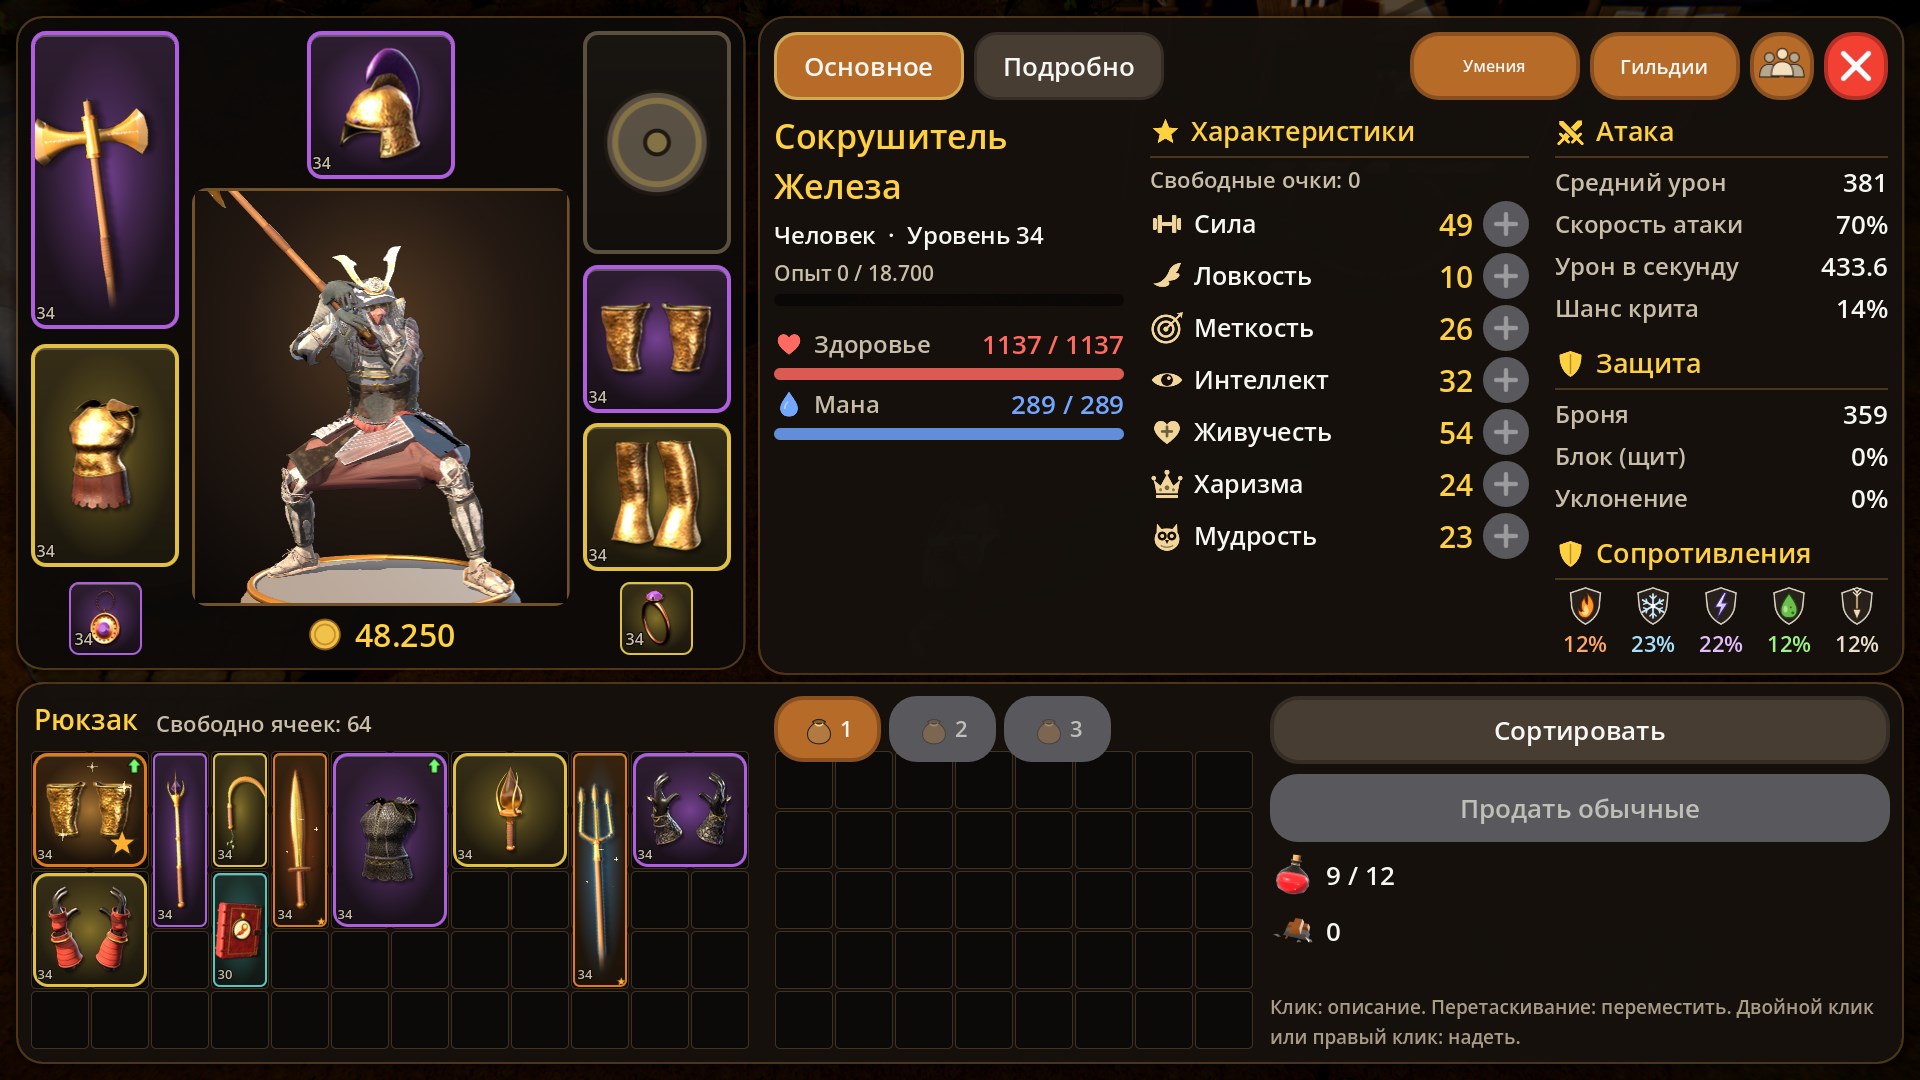 Основное
Подробно
Умения
Гильдии
34
34
34
34
34
34
34
48.250
Сокрушитель
Железа
Человек · Уровень 34
Опыт 0 / 18.700
Здоровье 1137 / 1137
Мана 289 / 289
Характеристики
Свободные очки: 0
Сила 49
Ловкость 10
Меткость 26
Интеллект 32
Живучесть 54
Харизма 24
Мудрость 23
Атака
Средний урон 381
Скорость атаки 70%
Урон в секунду 433.6
Шанс крита 14%
Защита
Броня 359
Блок (щит) 0%
Уклонение 0%
Сопротивления
12% 23% 22% 12% 12%
Рюкзак Свободно ячеек: 64
34
34
34
34
34
34
34
34
34
30
1
2
3
Сортировать
Продать обычные
9 / 12
0
Клик: описание. Перетаскивание: переместить. Двойной клик
или правый клик: надеть.